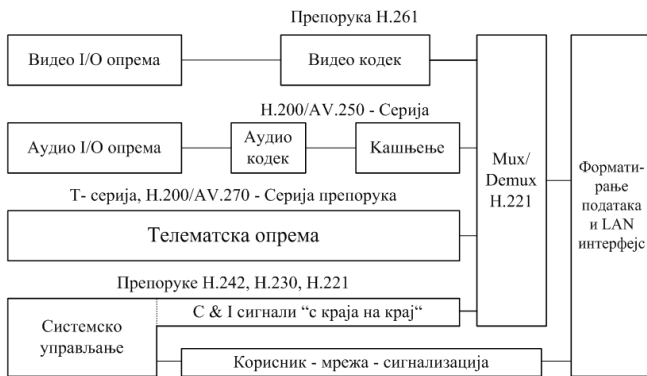 Препорука H.261
Видео I/O опрема
Видео кодек
H.200/AV.250 - Серија
Аудио I/O опрема
Аудио
кодек
Кашњење
Mux/
Demux
H.221
Формати-
рање
података
и LAN
интерфејс
Т- серија, H.200/AV.270 - Серија препорука
Телематска опрема
Препоруке H.242, H.230, H.221
C & I сигнали “с краја на крај“
Системско
управљање
Корисник - мрежа - сигнализација